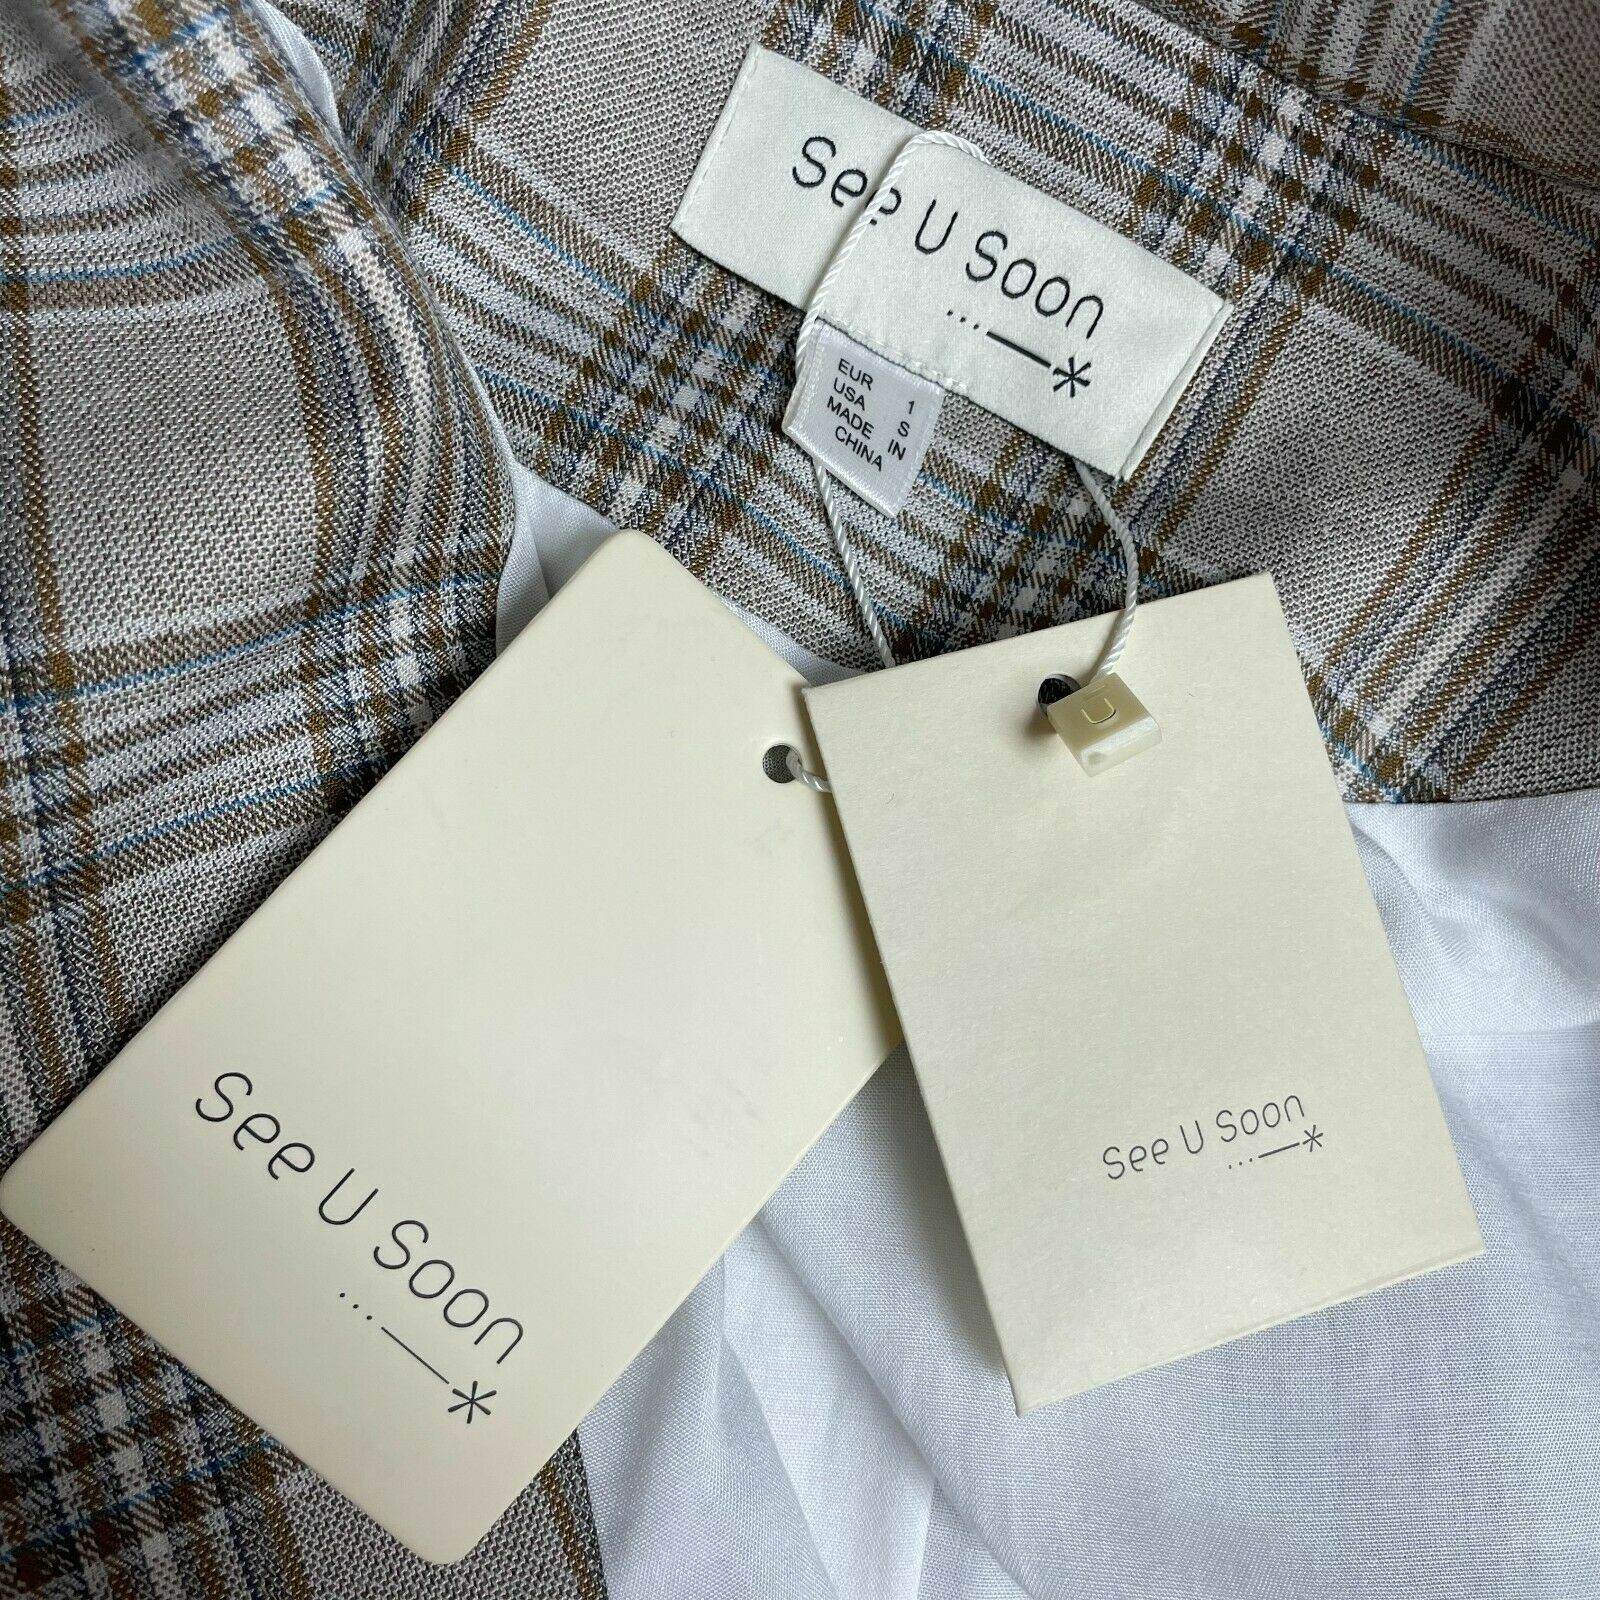 See U Soon
...—*
EUR 1
USA S
MADE IN
CHINA
U
See U Soon
...—*
See U Soon
...—*